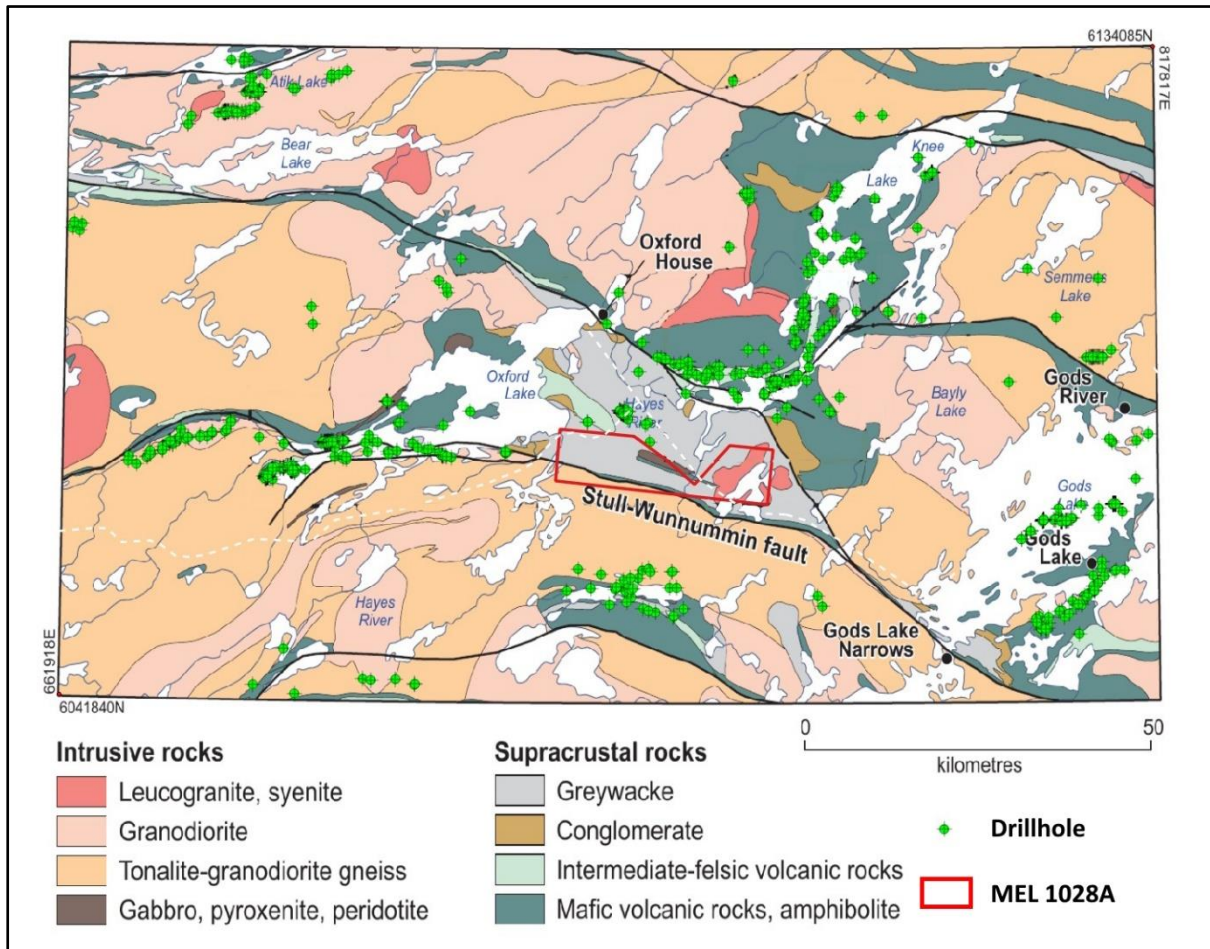 6134085N
817817E
Atik Lake
Bear
Lake
Knee
Lake
Oxford
House
Semmens
Lake
Oxford
Lake
Hayes
River
Bayly
Lake
Gods
River
Stull-Wunnummin fault
Gods
Lake
Gods
Lake
Hayes
River
Gods Lake
Narrows
661918E
6041840N
0
50
kilometres
Intrusive rocks
Leucogranite, syenite
Granodiorite
Tonalite-granodiorite gneiss
Gabbro, pyroxenite, peridotite
Supracrustal rocks
Greywacke
Conglomerate
Intermediate-felsic volcanic rocks
Mafic volcanic rocks, amphibolite
Drillhole
MEL 1028A